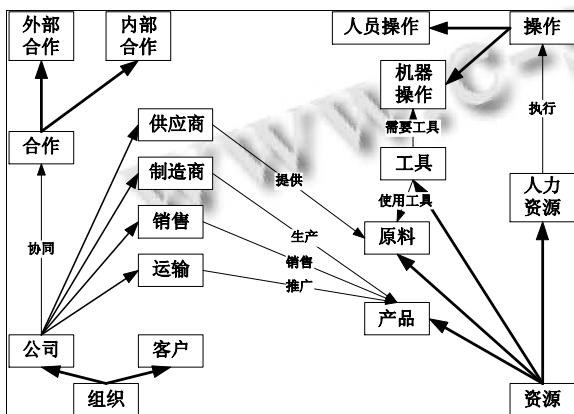 外部
合作
内部
合作
人员操作
操作
机器
操作
供应商
需要工具
执行
合作
制造商
提供
工具
人力
资源
使用工具
销售
生产
原料
协同
销售
运输
推广
产品
公司
客户
组织
资源
www.c-